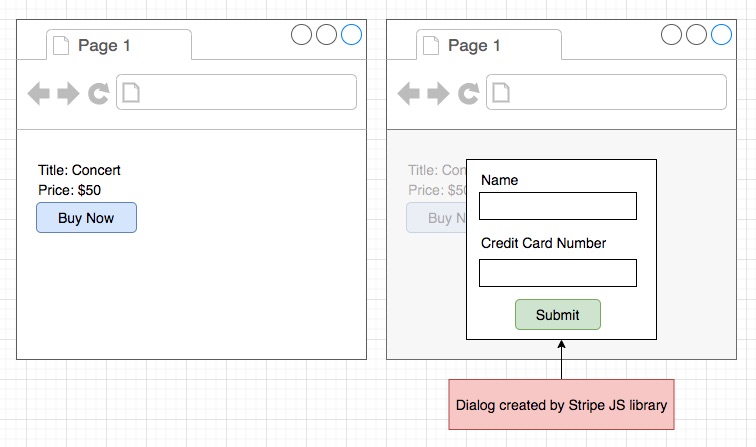 Page 1
Title: Concert
Price: $50
Buy Now
Page 1
Title: Con
Price: $50
Buy N
Name
Credit Card Number
Submit
Dialog created by Stripe JS library